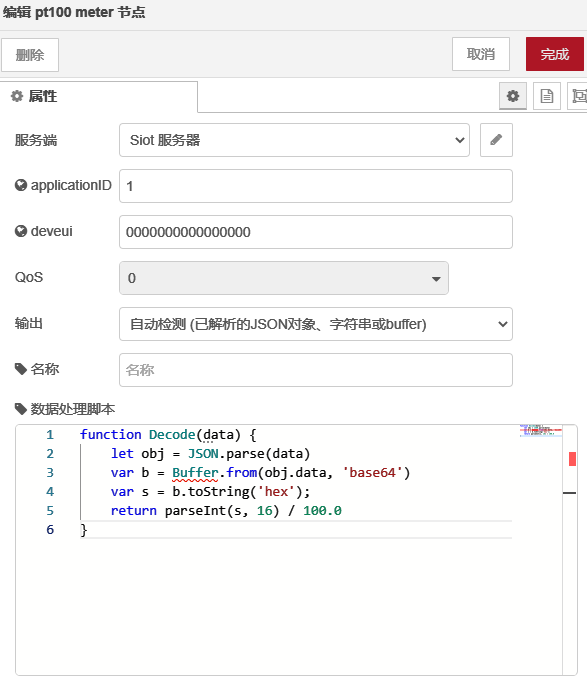 编辑 pt100 meter 节点
删除
取消
完成
属性
服务端
Siot 服务器
applicationID
1
deveui
0000000000000000
QoS
0
输出
自动检测 (已解析的JSON对象、字符串或buffer)
名称
名称
数据处理脚本
1 function Decode(data) {
2     let obj = JSON.parse(data)
3     var b = Buffer.from(obj.data, 'base64')
4     var s = b.toString('hex');
5     return parseInt(s, 16) / 100.0
6 }